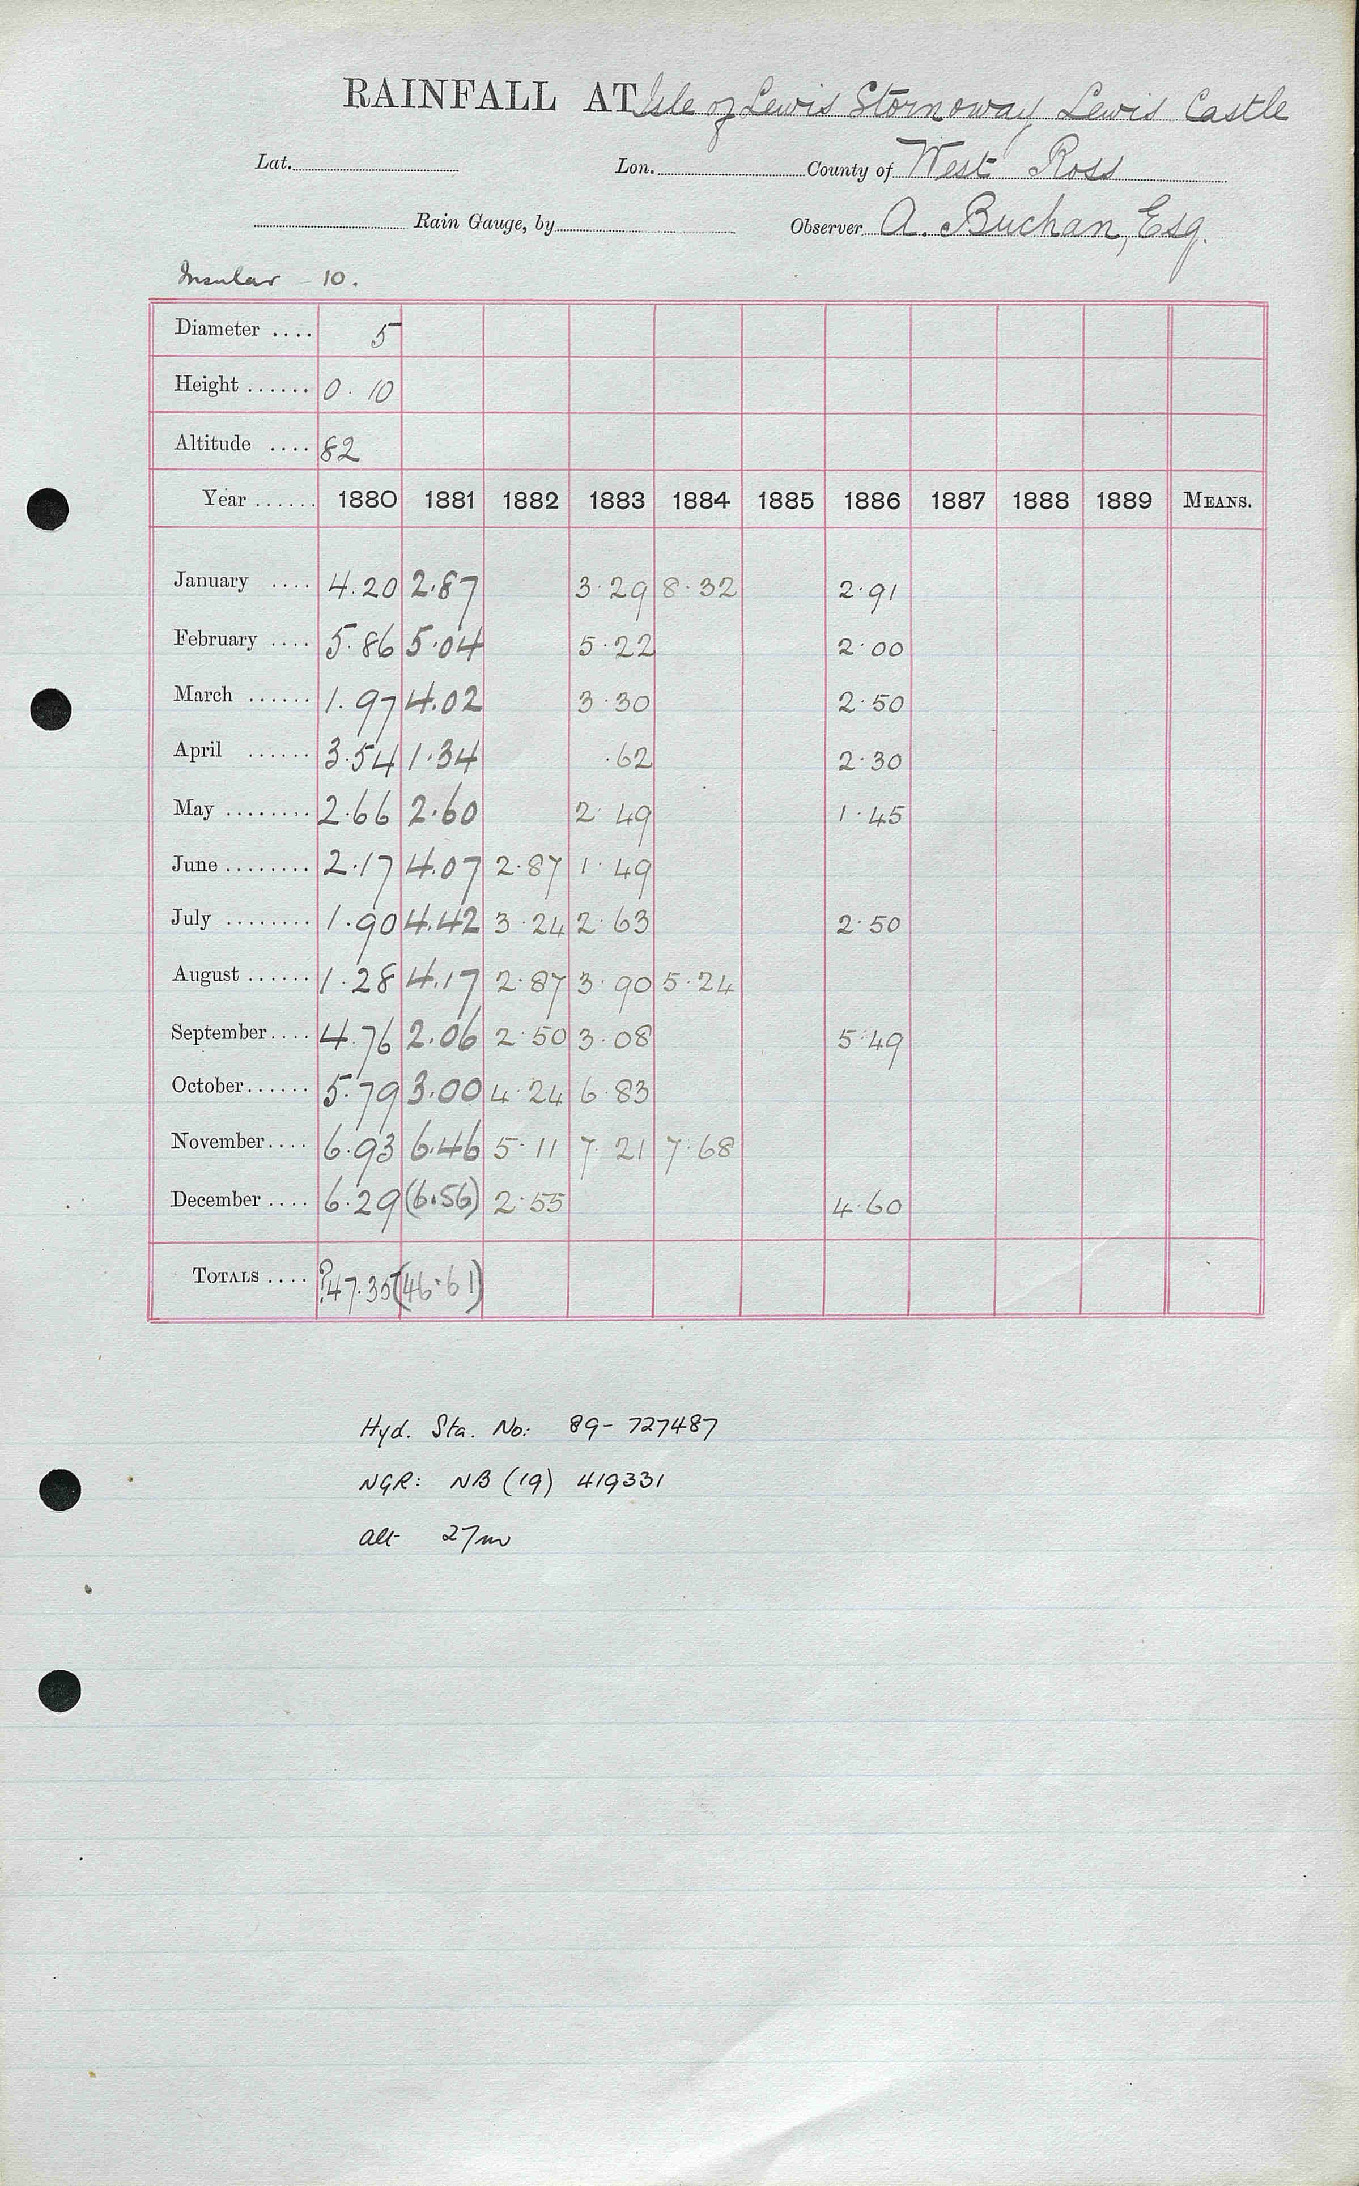 RAINFALL AT Isle of Lewis Stornoway Lewis Castle
Lat. Lon. County of West Ross
Rain Gauge, by Observer A. Buchan, Esq.
Insular - 10.
Diameter .... 5
Height ...... 0. 10
Altitude .... 82
Year ...... 1880 1881 1882 1883 1884 1885 1886 1887 1888 1889 MEANS.
January .... 4.20 2.87 3.29 8.32 2.91
February .... 5.86 5.04 5.22 2.00
March ...... 1.97 4.02 3.30 2.50
April ...... 3.54 1.34 .62 2.30
May ........ 2.66 2.60 2.49 1.45
June ........ 2.17 4.07 2.87 1.49
July ........ 1.90 4.42 3.24 2.63 2.50
August ...... 1.28 4.17 2.87 3.90 5.24
September .... 4.76 2.06 2.50 3.08 5.49
October ...... 5.79 3.00 4.24 6.83
November .... 6.93 6.46 5.11 7.21 7.68
December .... 6.29 (6.56) 2.55 4.60
TOTALS .... ?47.35 (46.61)
Hyd. Sta. No: 89-727487
NGR: NB (19) 419331
alt 27m